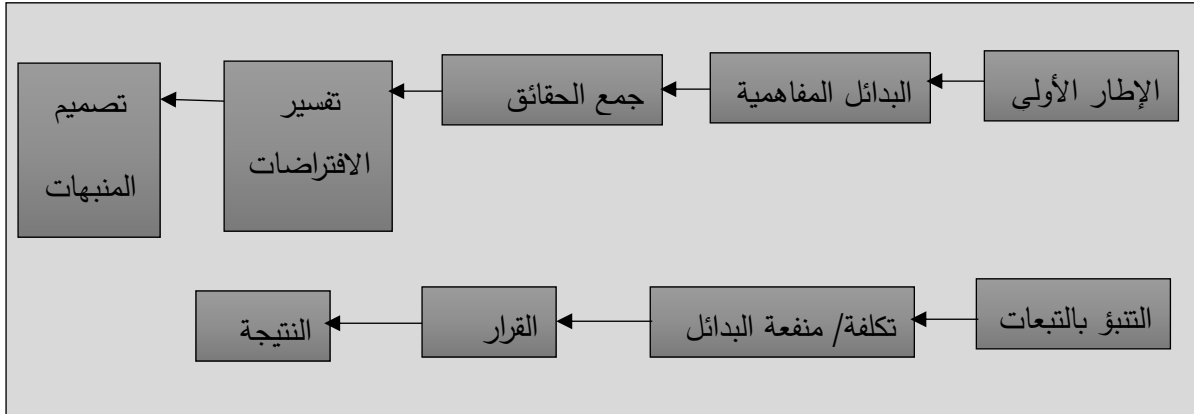 الإطار الأولى
البدائل المفاهمية
جمع الحقائق
تفسير
الافتراضات
تصميم
المنبهات
التنبؤ بالتبعات
تكلفة/ منفعة البدائل
القرار
النتيجة